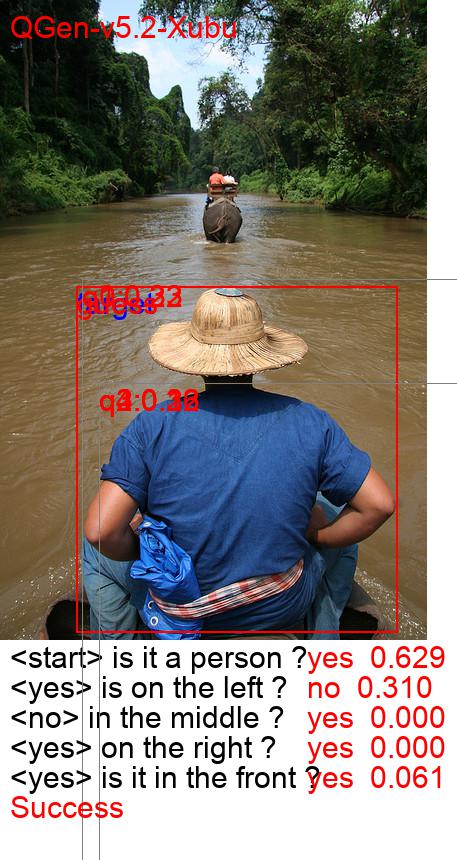 QGen-v5.2-Xubu
<start> is it a person ? yes 0.629
<yes> is on the left ? no 0.310
<no> in the middle ? yes 0.000
<yes> on the right ? yes 0.000
<yes> is it in the front ? yes 0.061
Success